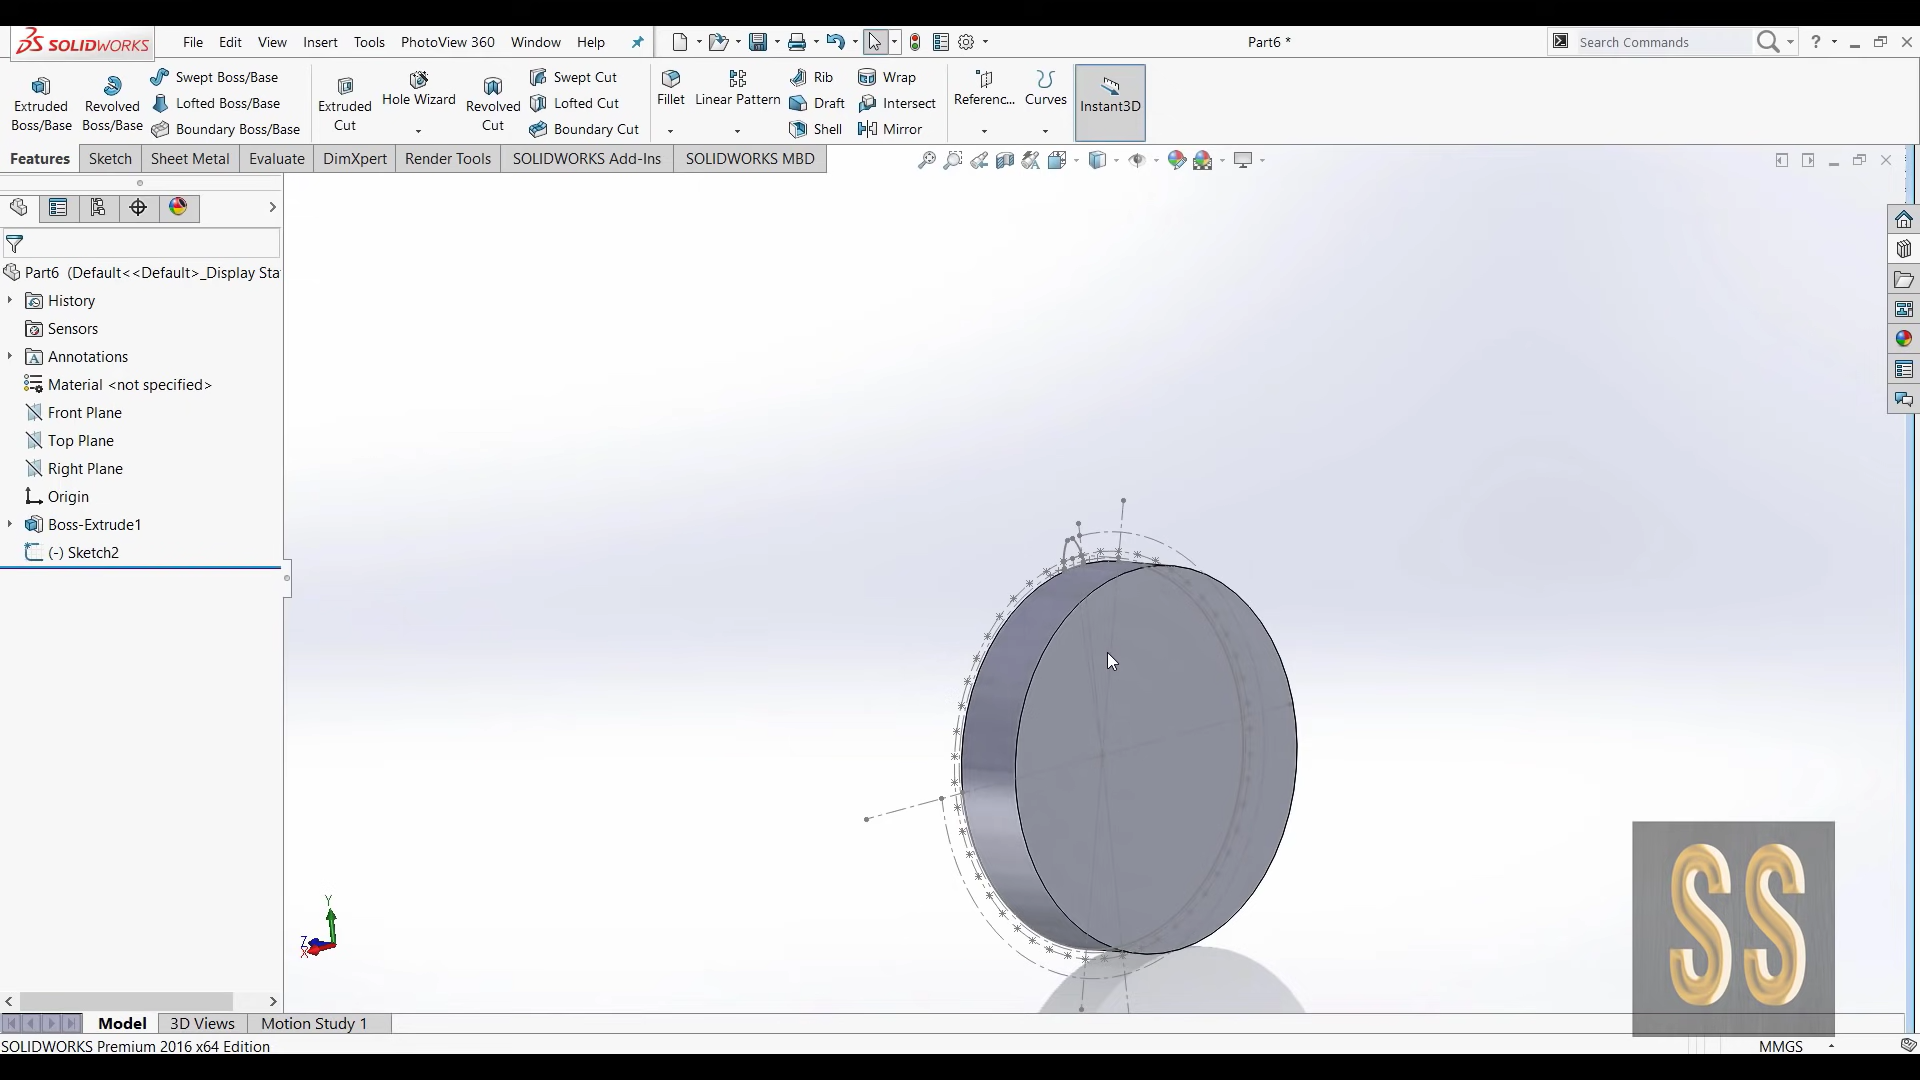 SOLIDWORKS File Edit View Insert Tools PhotoView 360 Window Help Part6 * Search Commands ?
Extruded Boss/Base
Revolved Boss/Base
Swept Boss/Base
Lofted Boss/Base
Boundary Boss/Base
Extruded Cut
Hole Wizard
Revolved Cut
Swept Cut
Lofted Cut
Boundary Cut
Fillet
Linear Pattern
Rib
Draft
Shell
Wrap
Intersect
Mirror
Referenc...
Curves
Instant3D
Features Sketch Sheet Metal Evaluate DimXpert Render Tools SOLIDWORKS Add-Ins SOLIDWORKS MBD
Part6 (Default<<Default>_Display Sta
History
Sensors
A Annotations
Material <not specified>
Front Plane
Top Plane
Right Plane
Origin
Boss-Extrude1
(-) Sketch2
Y
Z
X
SS
Model 3D Views Motion Study 1
SOLIDWORKS Premium 2016 x64 Edition MMGS